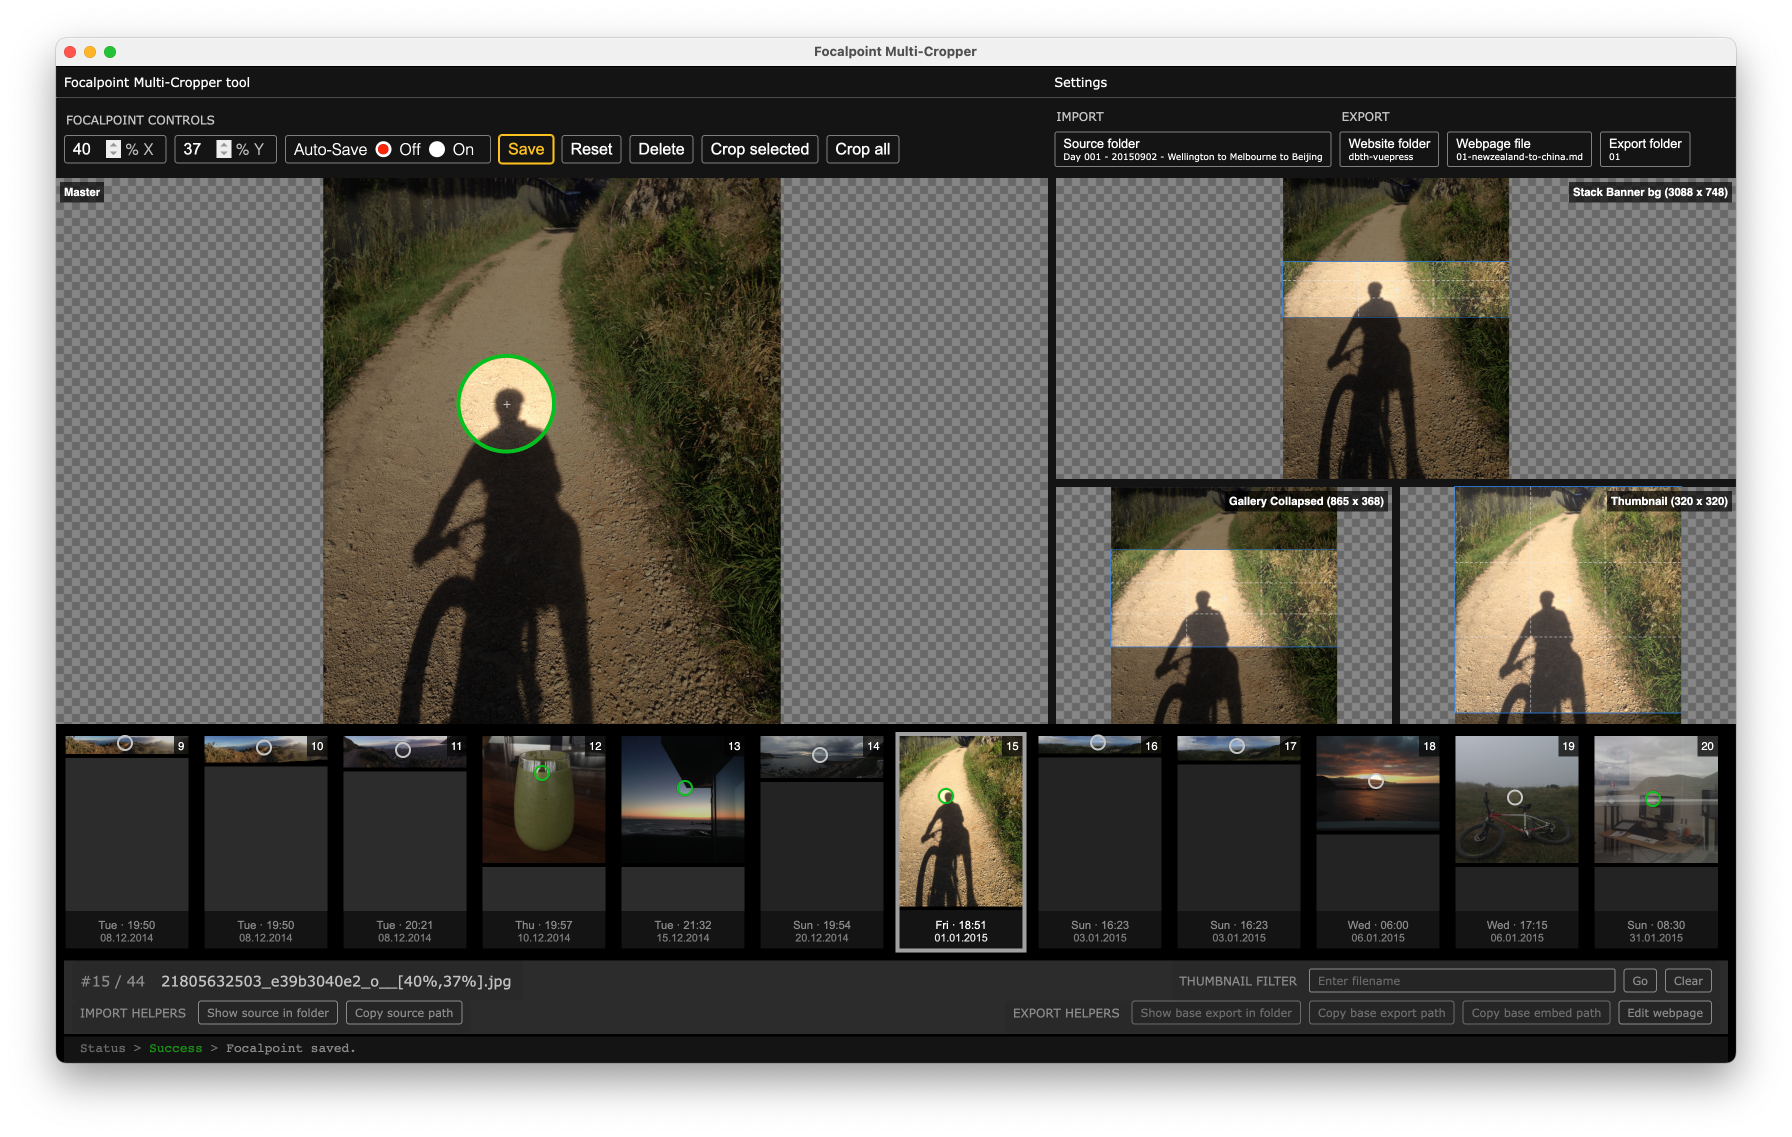 Focalpoint Multi-Cropper
Focalpoint Multi-Cropper tool
Settings
FOCALPOINT CONTROLS
40 % X
37 % Y
Auto-Save Off On
Save
Reset
Delete
Crop selected
Crop all
IMPORT
EXPORT
Source folder
Day 001 - 20150902 - Wellington to Melbourne to Beijing
Website folder
dbth-vuepress
Webpage file
01-newzealand-to-china.md
Export folder
01
Master
Stack Banner bg (3088 x 748)
Gallery Collapsed (865 x 368)
Thumbnail (320 x 320)
9
10
11
12
13
14
15
16
17
18
19
20
Tue · 19:50
08.12.2014
Tue · 19:50
08.12.2014
Tue · 20:21
08.12.2014
Thu · 19:57
10.12.2014
Tue · 21:32
15.12.2014
Sun · 19:54
20.12.2014
Fri · 18:51
01.01.2015
Sun · 16:23
03.01.2015
Sun · 16:23
03.01.2015
Wed · 06:00
06.01.2015
Wed · 17:15
06.01.2015
Sun · 08:30
31.01.2015
#15 / 44 21805632503_e39b3040e2_o__[40%,37%].jpg
THUMBNAIL FILTER Enter filename Go Clear
IMPORT HELPERS Show source in folder Copy source path
EXPORT HELPERS Show base export in folder Copy base export path Copy base embed path Edit webpage
Status > Success > Focalpoint saved.